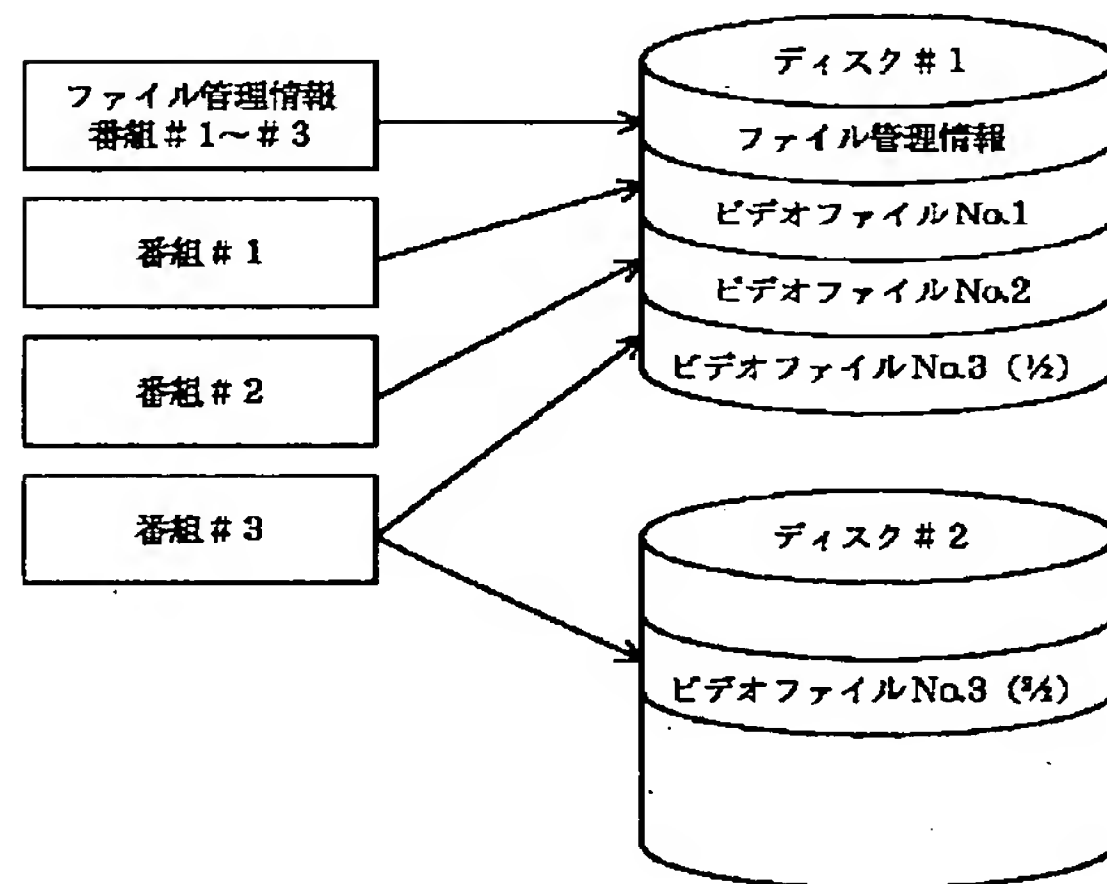 ファイル管理情報
番組#1〜#3
番組#1
番組#2
番組#3
ディスク#1
ファイル管理情報
ビデオファイルNo.1
ビデオファイルNo.2
ビデオファイルNo.3（½）
ディスク#2
ビデオファイルNo.3（²⁄₂）